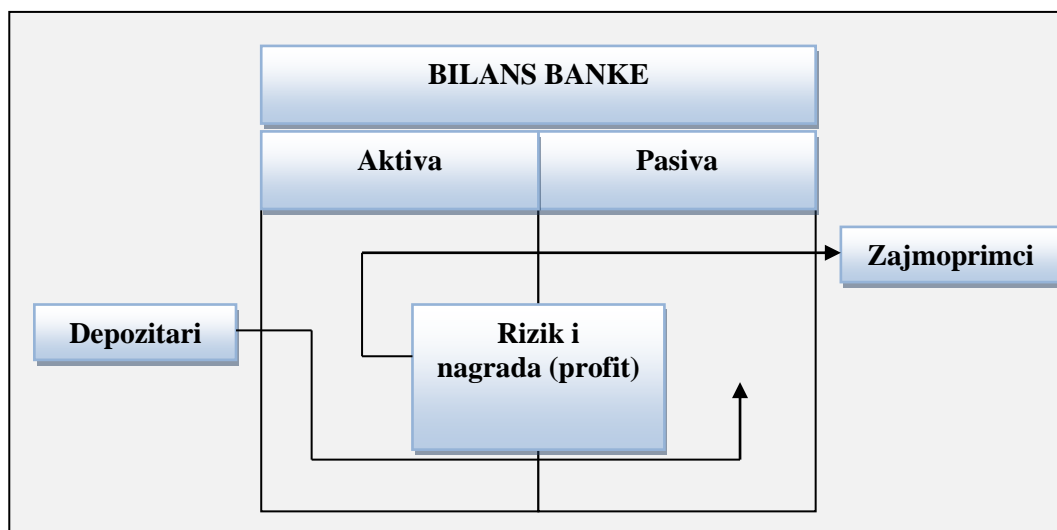 BILANS BANKE
Aktiva
Pasiva
Zajmoprimci
Depozitari
Rizik i
nagrada (profit)